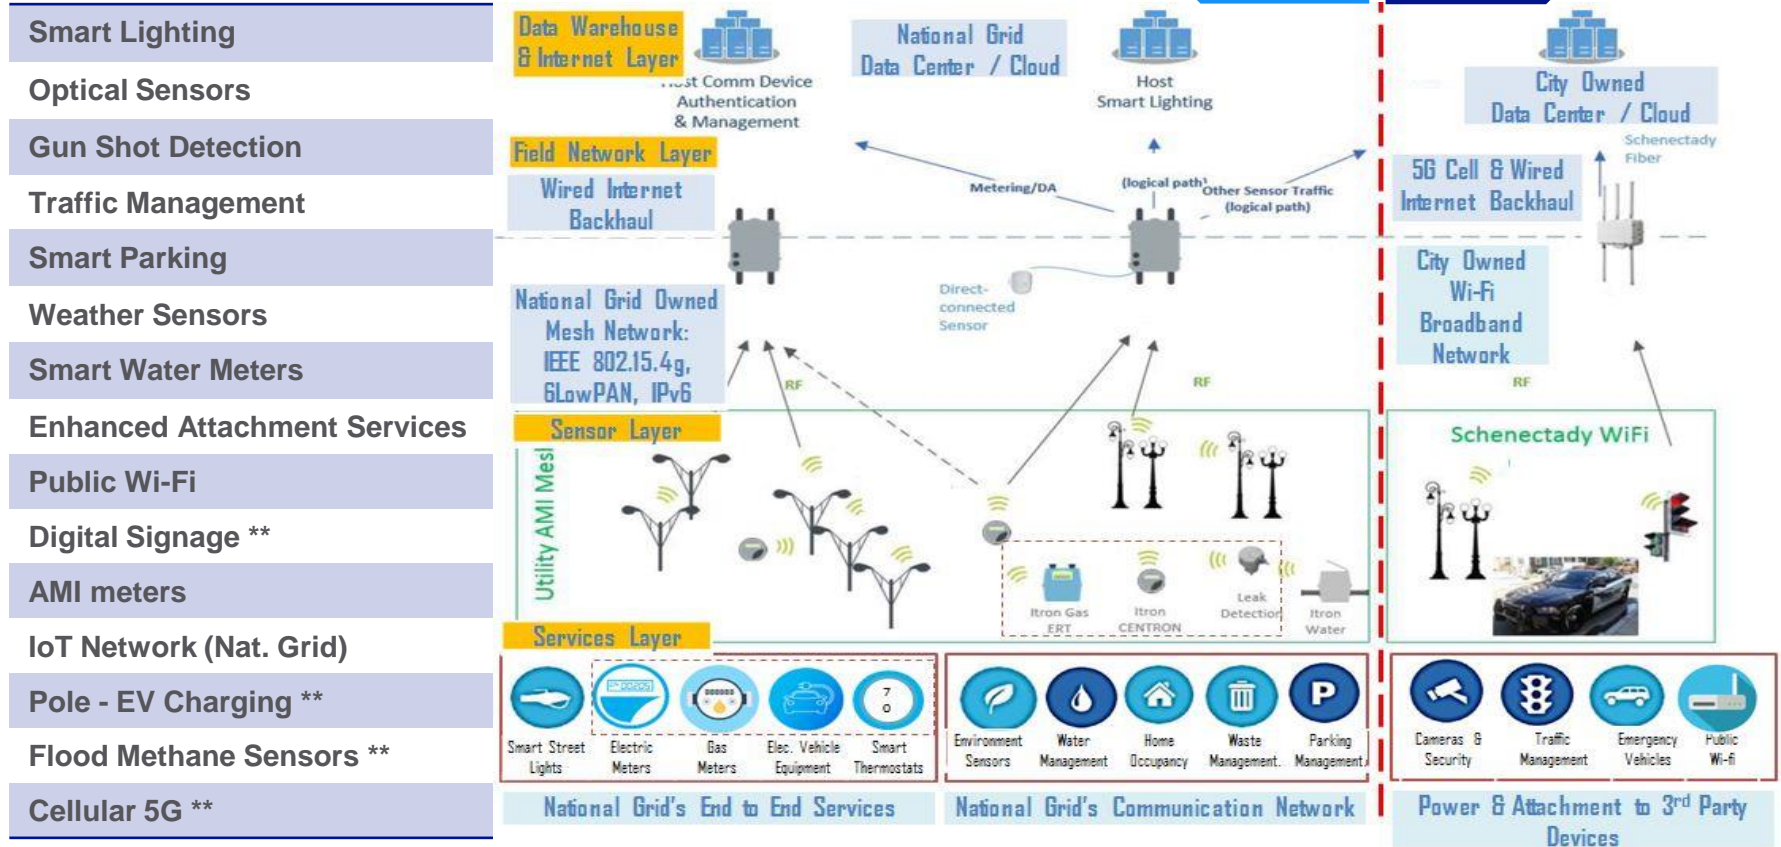 Smart Lighting
Optical Sensors
Gun Shot Detection
Traffic Management
Smart Parking
Weather Sensors
Smart Water Meters
Enhanced Attachment Services
Public Wi-Fi
Digital Signage **
AMI meters
IoT Network (Nat. Grid)
Pole - EV Charging **
Flood Methane Sensors **
Cellular 5G **
Data Warehouse
& Internet Layer
Comm Device
Authentication
& Management
National Grid
Data Center / Cloud
Host
Smart Lighting
City Owned
Data Center / Cloud
Schenectady
Fiber
Field Network Layer
Wired Internet
Backhaul
Metering/DA
(logical path)
Other Sensor Traffic
(logical path)
5G Cell & Wired
Internet Backhaul
National Grid Owned
Mesh Network:
IEEE 802.15.4g,
6LowPAN, IPv6
Direct-
connected
Sensor
City Owned
Wi-Fi
Broadband
Network
RF
RF
RF
Sensor Layer
Utility AMI Mesh
Schenectady WiFi
Itron Gas
ERT
Itron
CENTRON
Leak
Detection
Itron
Water
Services Layer
7
0
P
Smart Street
Lights
Electric
Meters
Gas
Meters
Elec. Vehicle
Equipment
Smart
Thermostats
Environment
Sensors
Water
Management
Home
Occupancy
Waste
Management.
Parking
Management.
Cameras &
Security
Traffic
Management
Emergency
Vehicles
Public
Wi-fi
National Grid's End to End Services
National Grid's Communication Network
Power & Attachment to 3rd Party
Devices